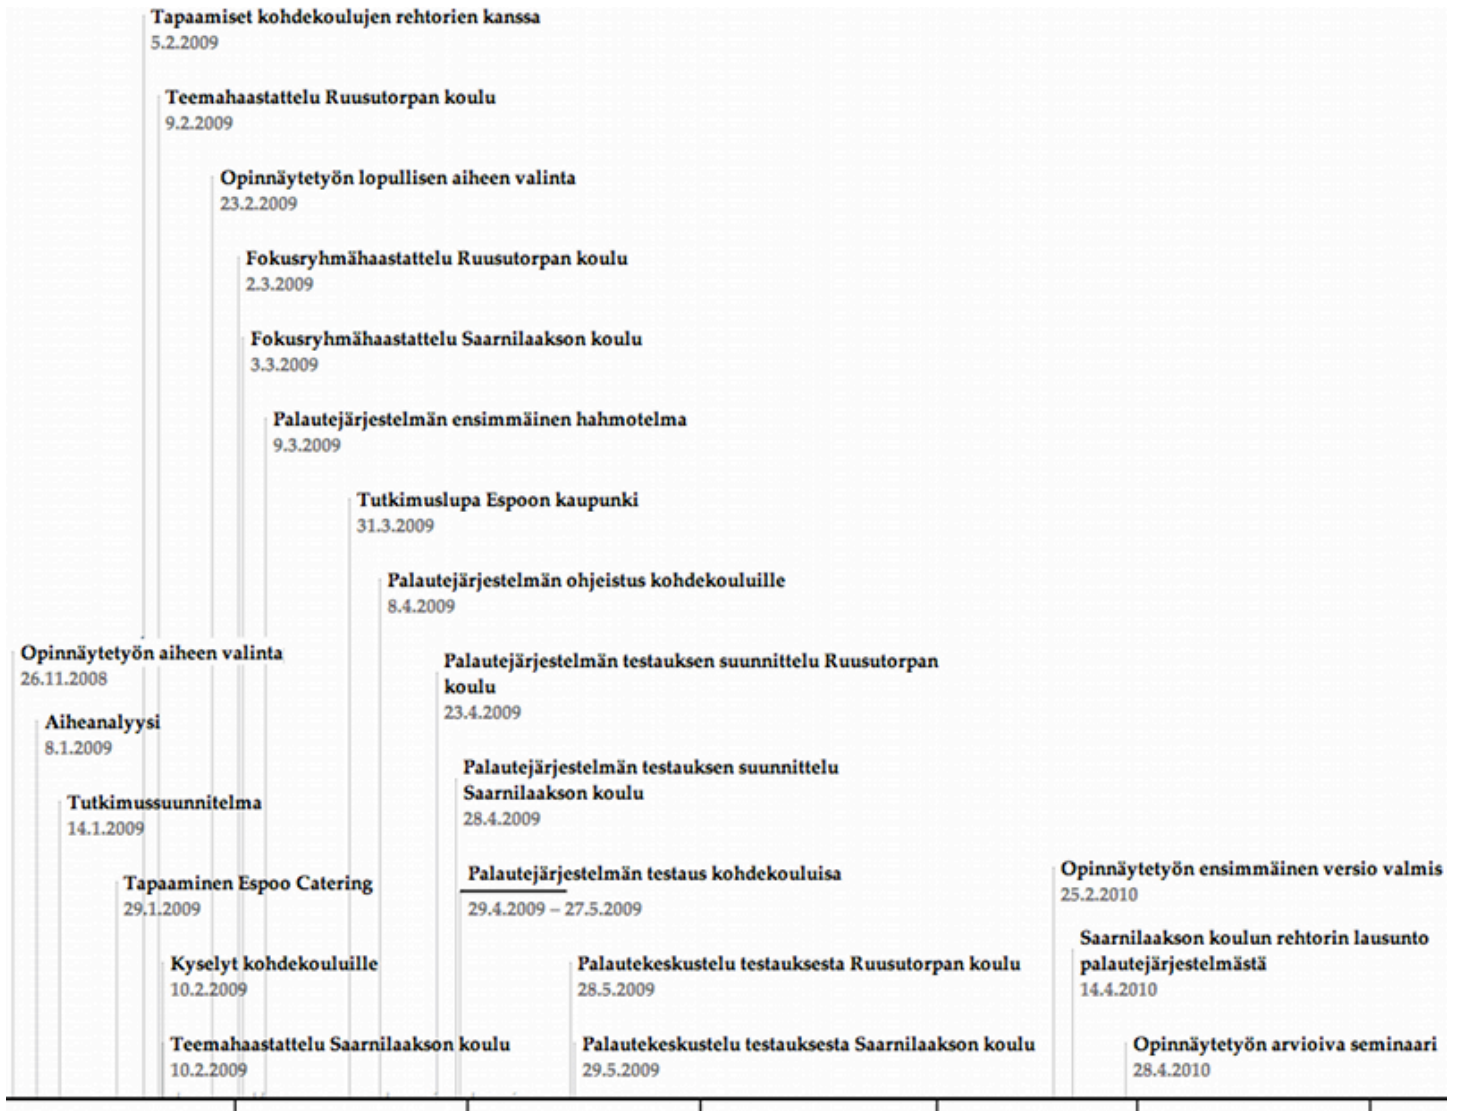 Tapaamiset kohdekoulujen rehtorien kanssa
5.2.2009
Teemahaastattelu Ruusutorpan koulu
9.2.2009
Opinnäytetyön lopullisen aiheen valinta
23.2.2009
Fokusryhmähaastattelu Ruusutorpan koulu
2.3.2009
Fokusryhmähaastattelu Saarnilaakson koulu
3.3.2009
Palautejärjestelmän ensimmäinen hahmotelma
9.3.2009
Tutkimuslupa Espoon kaupunki
31.3.2009
Palautejärjestelmän ohjeistus kohdekouluille
8.4.2009
Opinnäytetyön aiheen valinta
26.11.2008
Palautejärjestelmän testauksen suunnittelu Ruusutorpan
koulu
23.4.2009
Aiheanalyysi
8.1.2009
Palautejärjestelmän testauksen suunnittelu
Saarnilaakson koulu
28.4.2009
Tutkimussuunnitelma
14.1.2009
Tapaaminen Espoo Catering
29.1.2009
Palautejärjestelmän testaus kohdekouluisa
29.4.2009 – 27.5.2009
Opinnäytetyön ensimmäinen versio valmis
25.2.2010
Saarnilaakson koulun rehtorin lausunto
palautejärjestelmästä
14.4.2010
Kyselyt kohdekouluille
10.2.2009
Palautekeskustelu testauksesta Ruusutorpan koulu
28.5.2009
Teemahaastattelu Saarnilaakson koulu
10.2.2009
Palautekeskustelu testauksesta Saarnilaakson koulu
29.5.2009
Opinnäytetyön arvioiva seminaari
28.4.2010